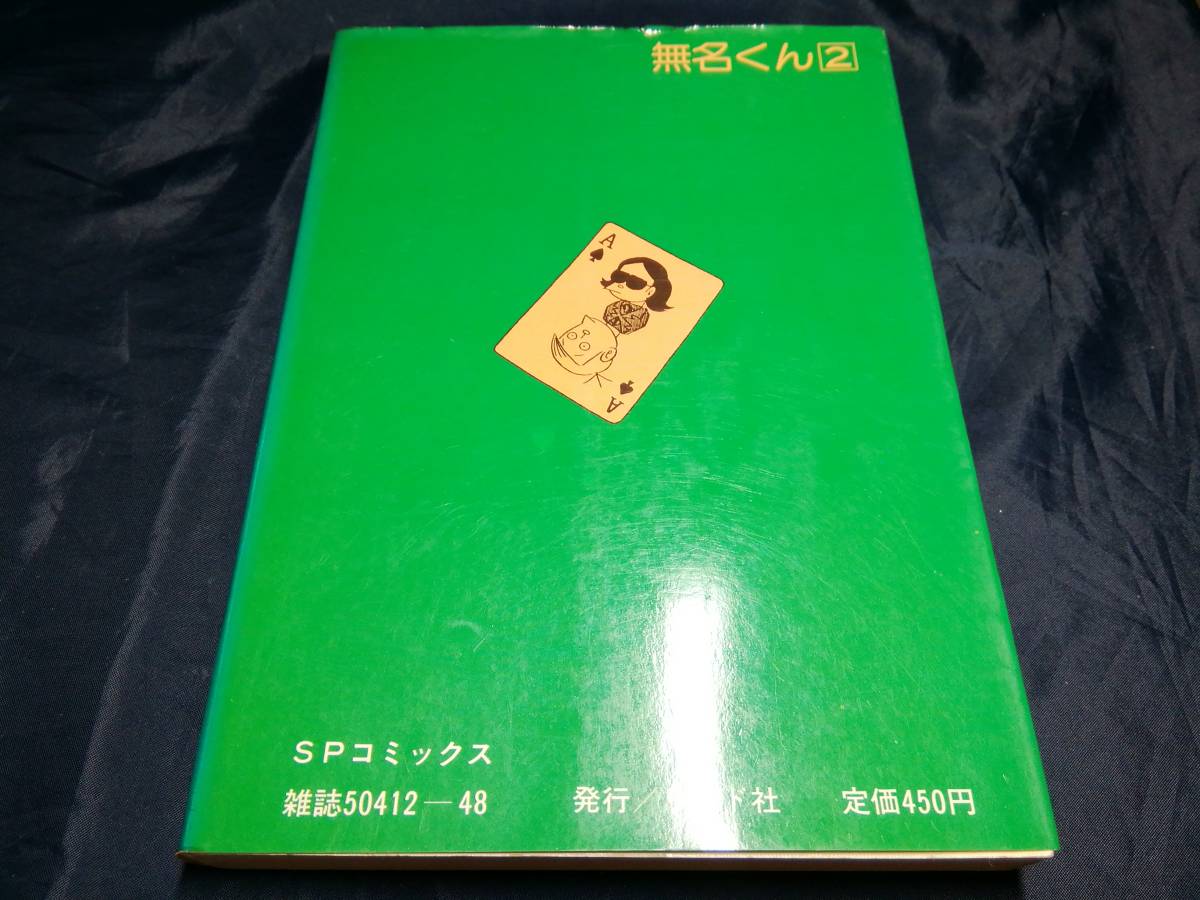 無名くん2
A
A
SPコミックス
雑誌50412―48
発行/ ド社
定価450円